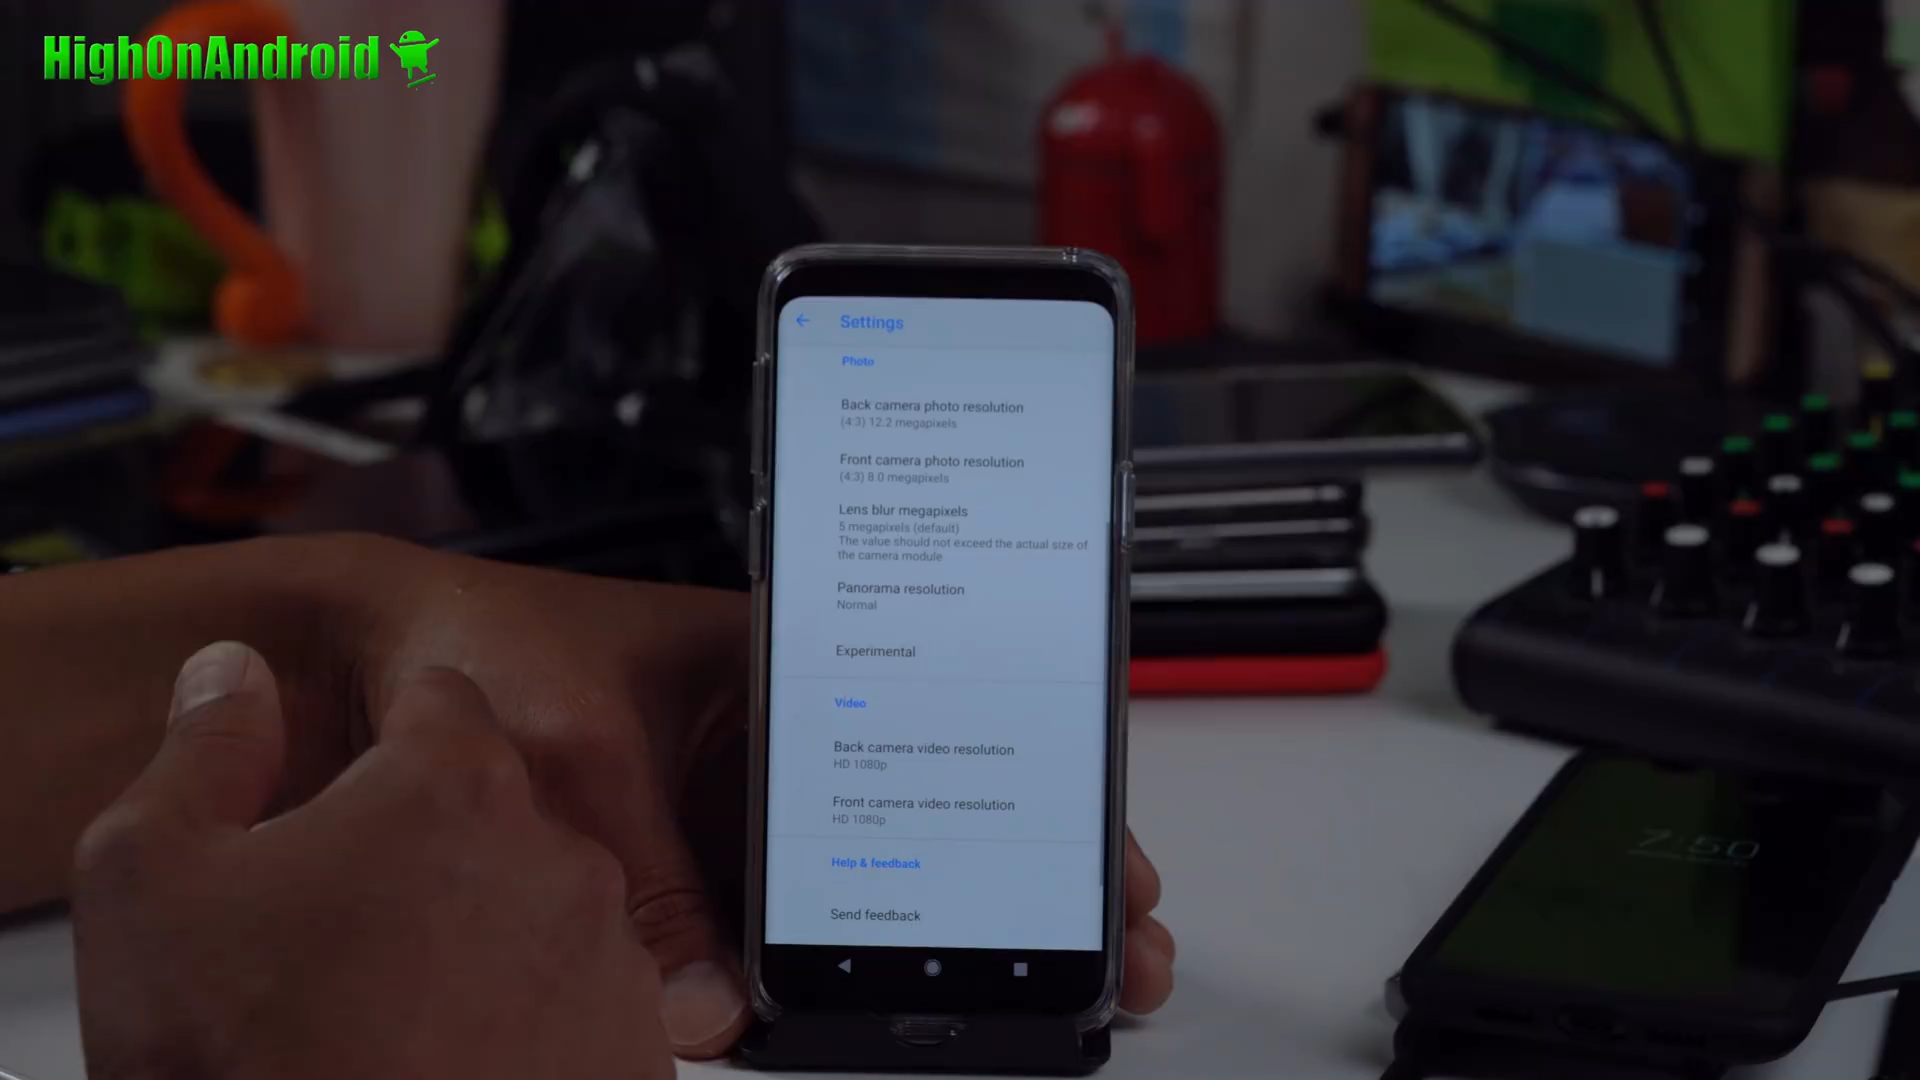 HighOnAndroid
Settings
Photo
Back camera photo resolution
(4:3) 12.2 megapixels
Front camera photo resolution
(4:3) 8.0 megapixels
Lens blur megapixels
5 megapixels (default)
The value should not exceed the actual size of
the camera module
Panorama resolution
Normal
Experimental
Video
Back camera video resolution
HD 1080p
Front camera video resolution
HD 1080p
Help & feedback
Send feedback
7:50